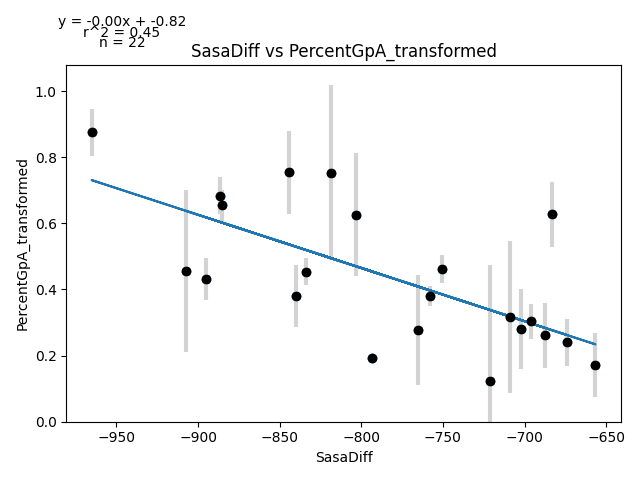 y = -0.00x + -0.82
r^2 = 0.45
n = 22
SasaDiff vs PercentGpA_transformed
PercentGpA_transformed
1.0
0.8
0.6
0.4
0.2
0.0
−950 −900 −850 −800 −750 −700 −650
SasaDiff